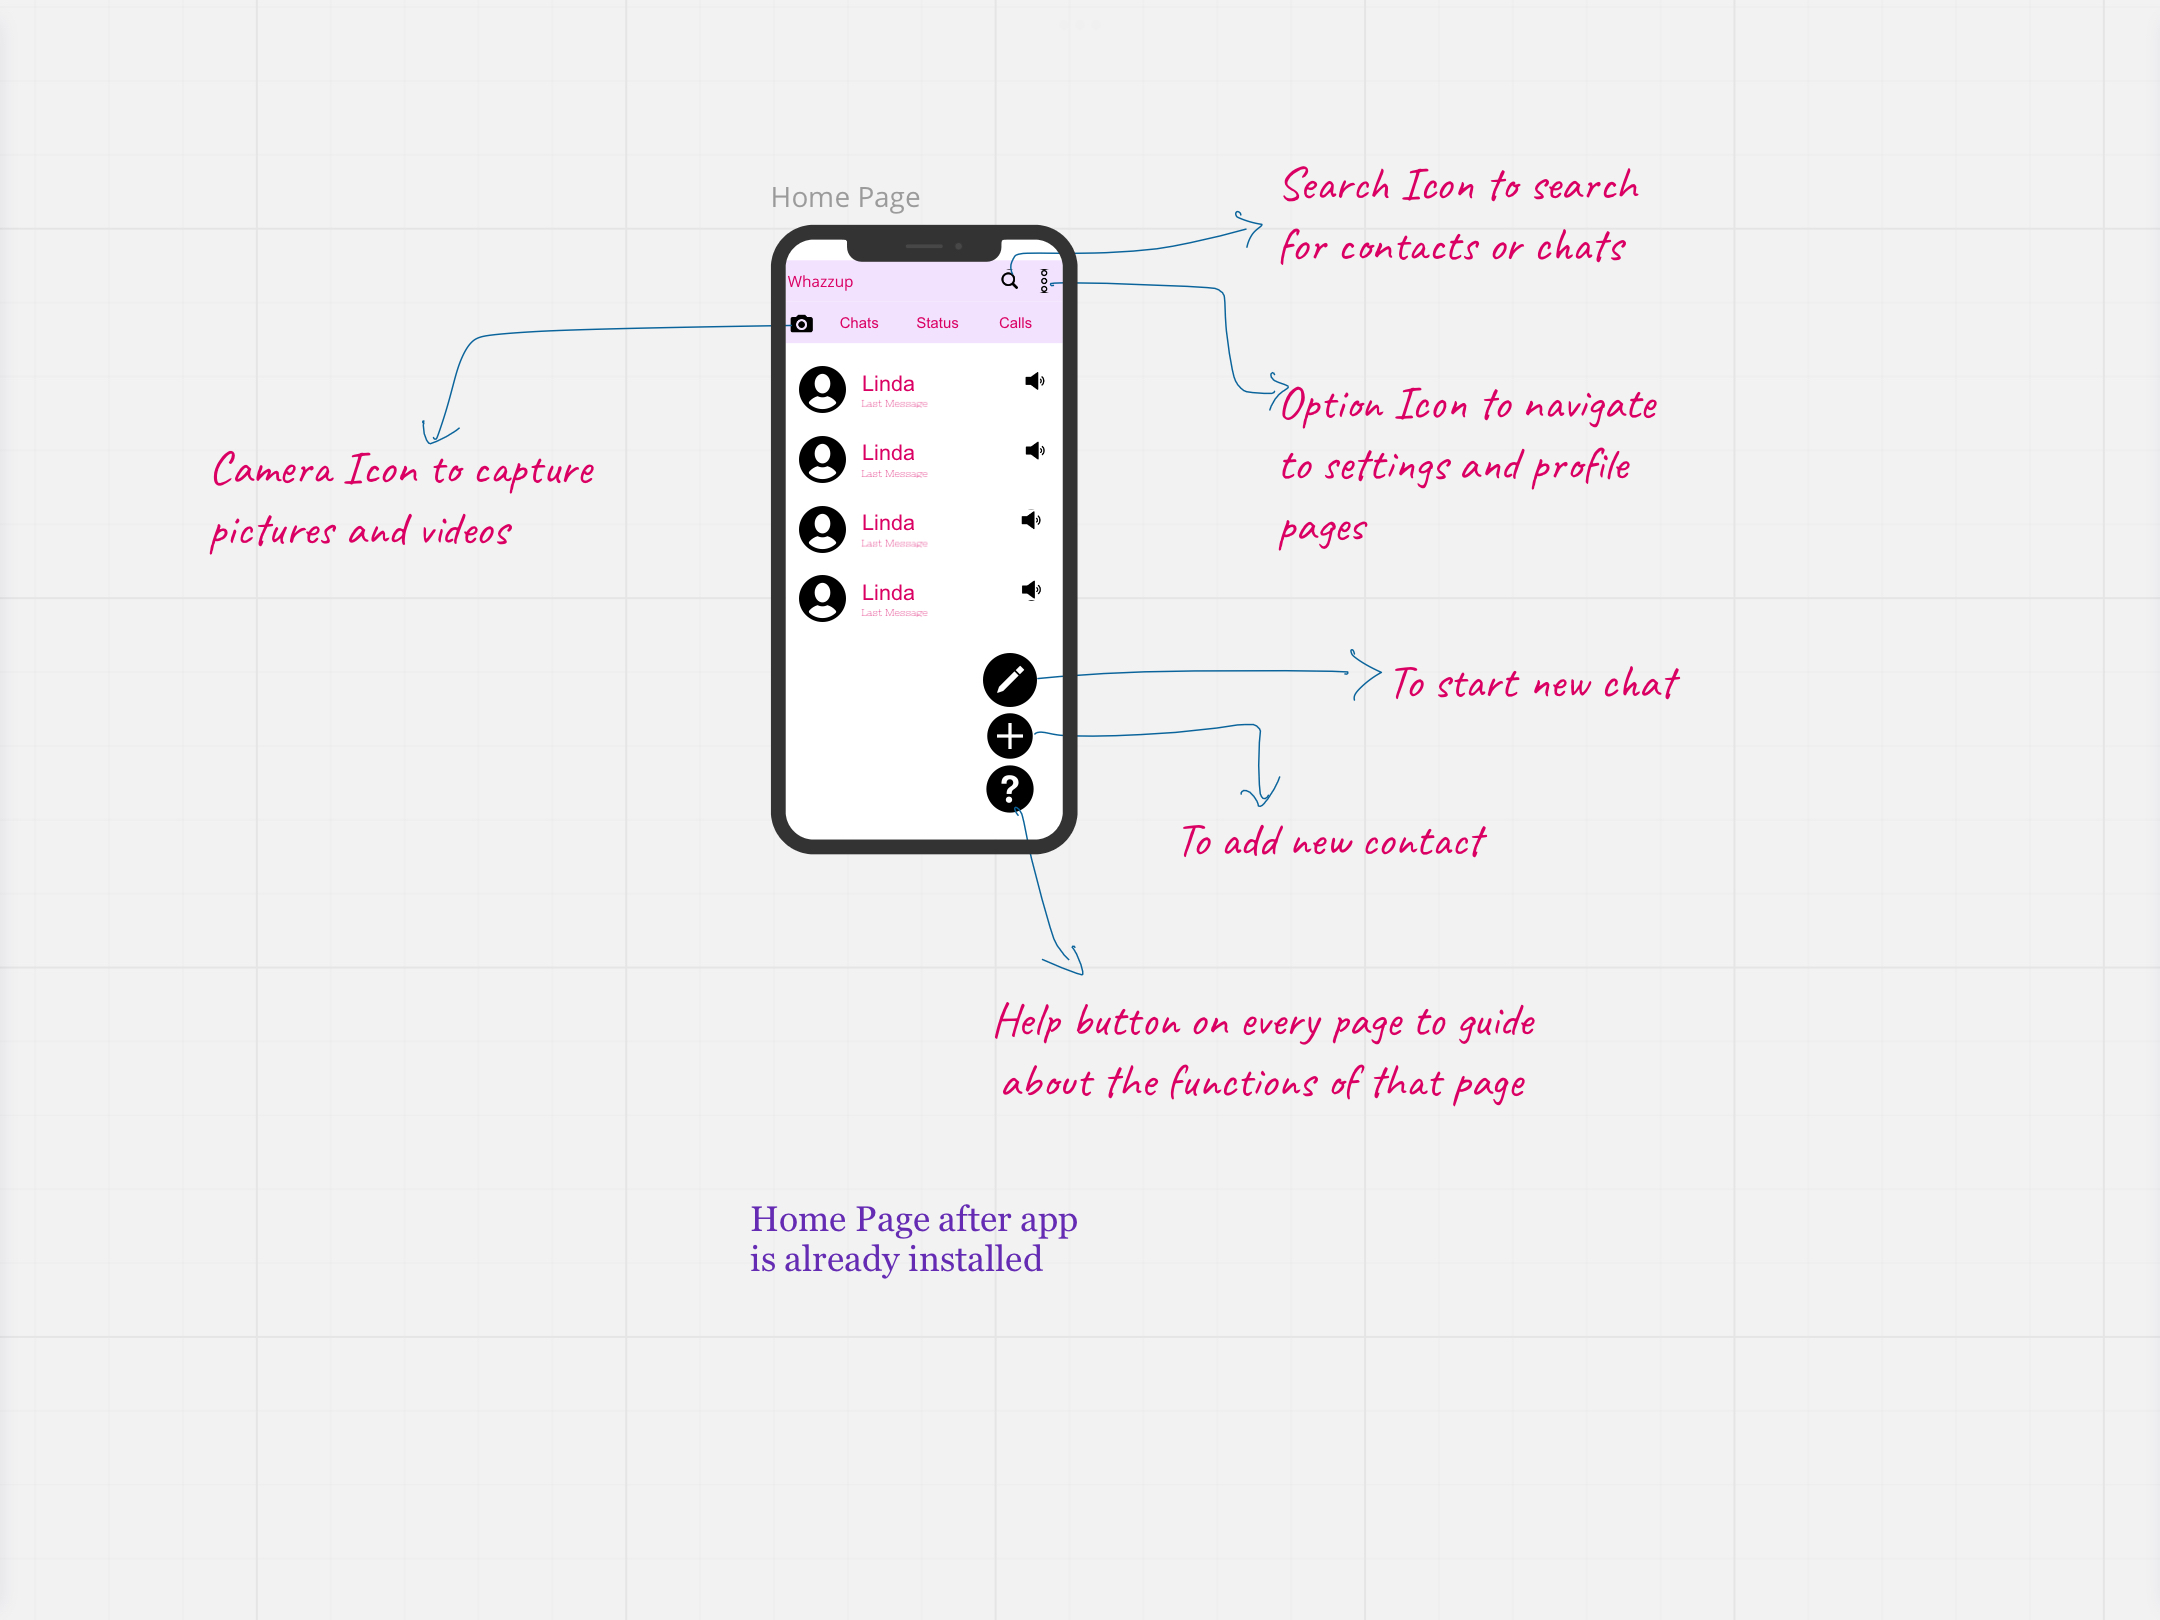 Home Page
Search Icon to search
for contacts or chats
Whazzup
Chats Status Calls
Linda
Last Message
Linda
Last Message
Linda
Last Message
Linda
Last Message
Camera Icon to capture
pictures and videos
Option Icon to navigate
to settings and profile
pages
To start new chat
?
To add new contact
Help button on every page to guide
about the functions of that page
Home Page after app
is already installed